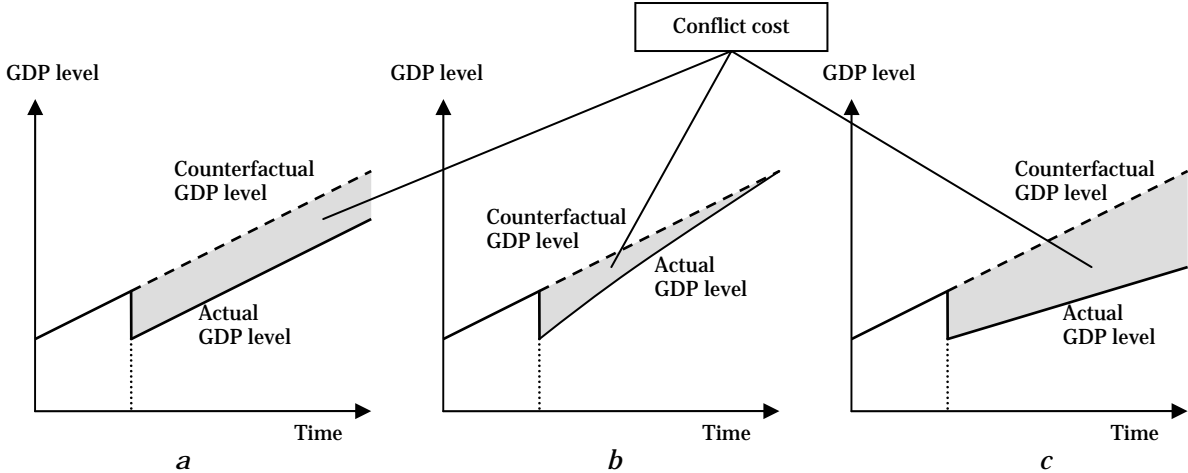 Conflict cost
GDP level
Counterfactual
GDP level
Actual
GDP level
Time
a
GDP level
Counterfactual
GDP level
Actual
GDP level
Time
b
GDP level
Counterfactual
GDP level
Actual
GDP level
Time
c